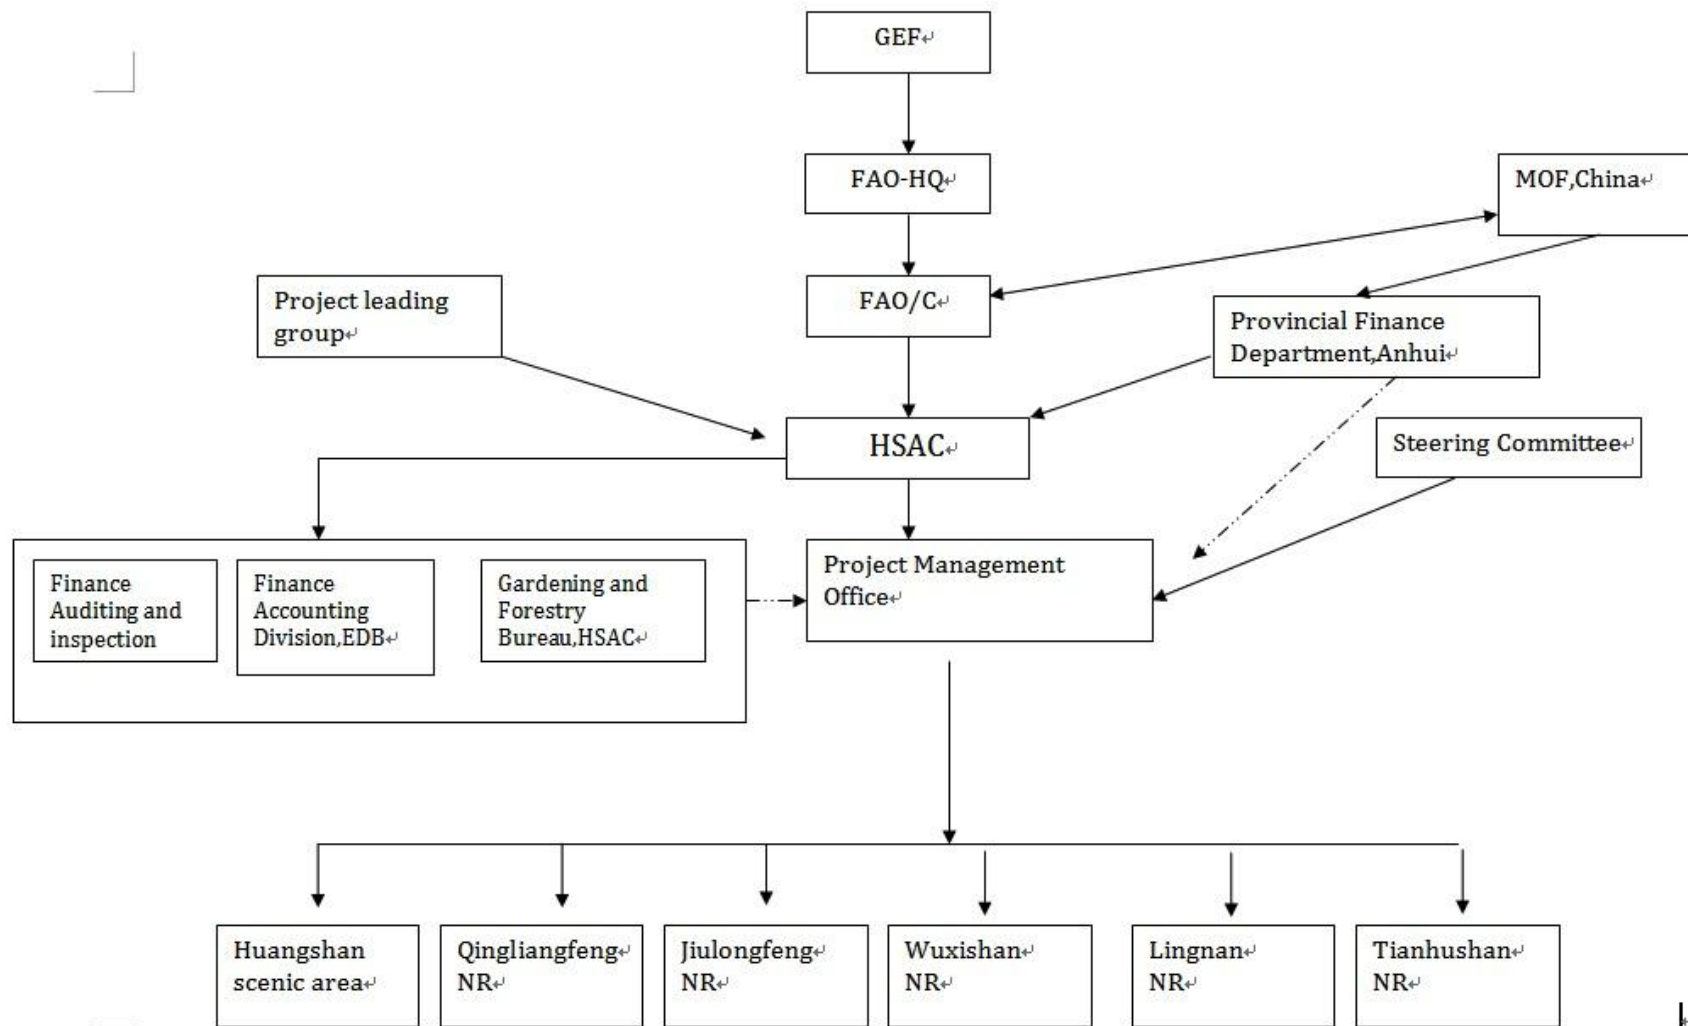 GEF
FAO-HQ
MOF,China
FAO/C
Project leading
group
Provincial Finance
Department,Anhui
HSAC
Steering Committee
Finance
Auditing and
inspection
Finance
Accounting
Division,EDB
Gardening and
Forestry
Bureau,HSAC
Project Management
Office
Huangshan
scenic area
Qingliangfeng
NR
Jiulongfeng
NR
Wuxishan
NR
Lingnan
NR
Tianhushan
NR